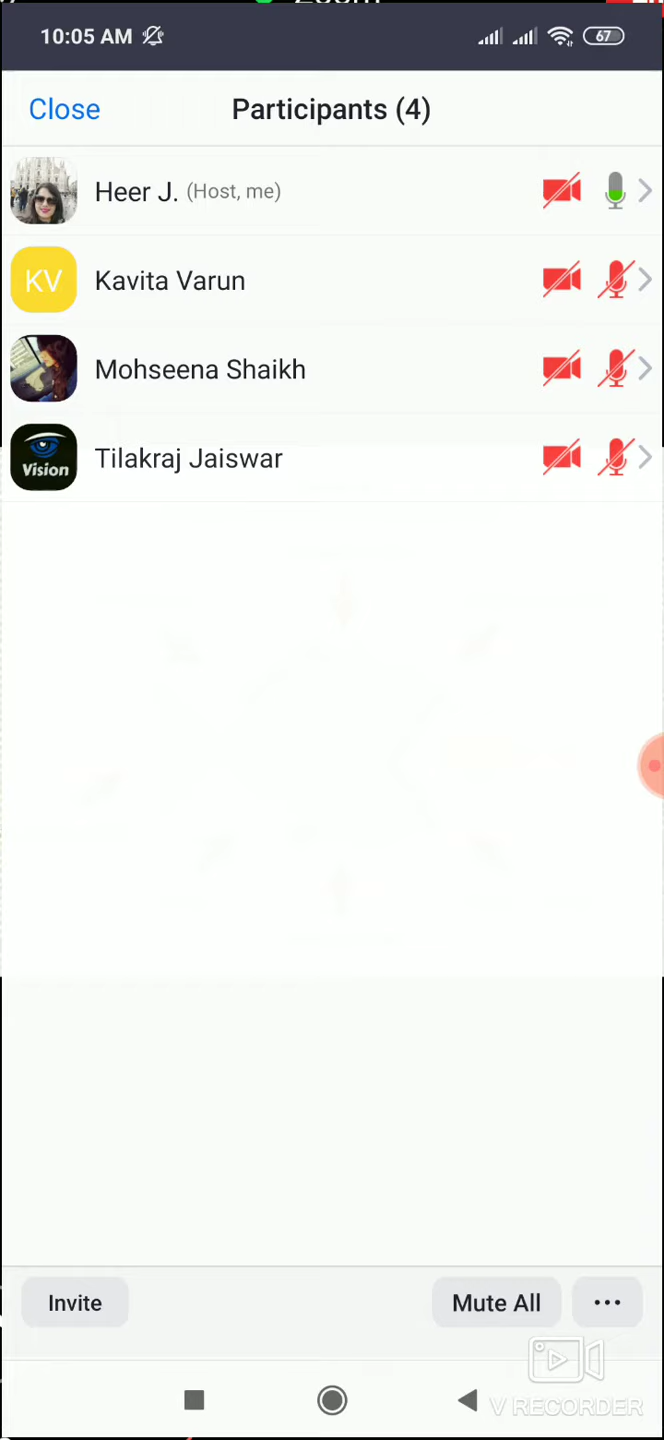 Zoom
10:05 AM 67
Close Participants (4)
Heer J. (Host, me)
KV Kavita Varun
Mohseena Shaikh
Vision Tilakraj Jaiswar
Invite Mute All ...
V RECORDER